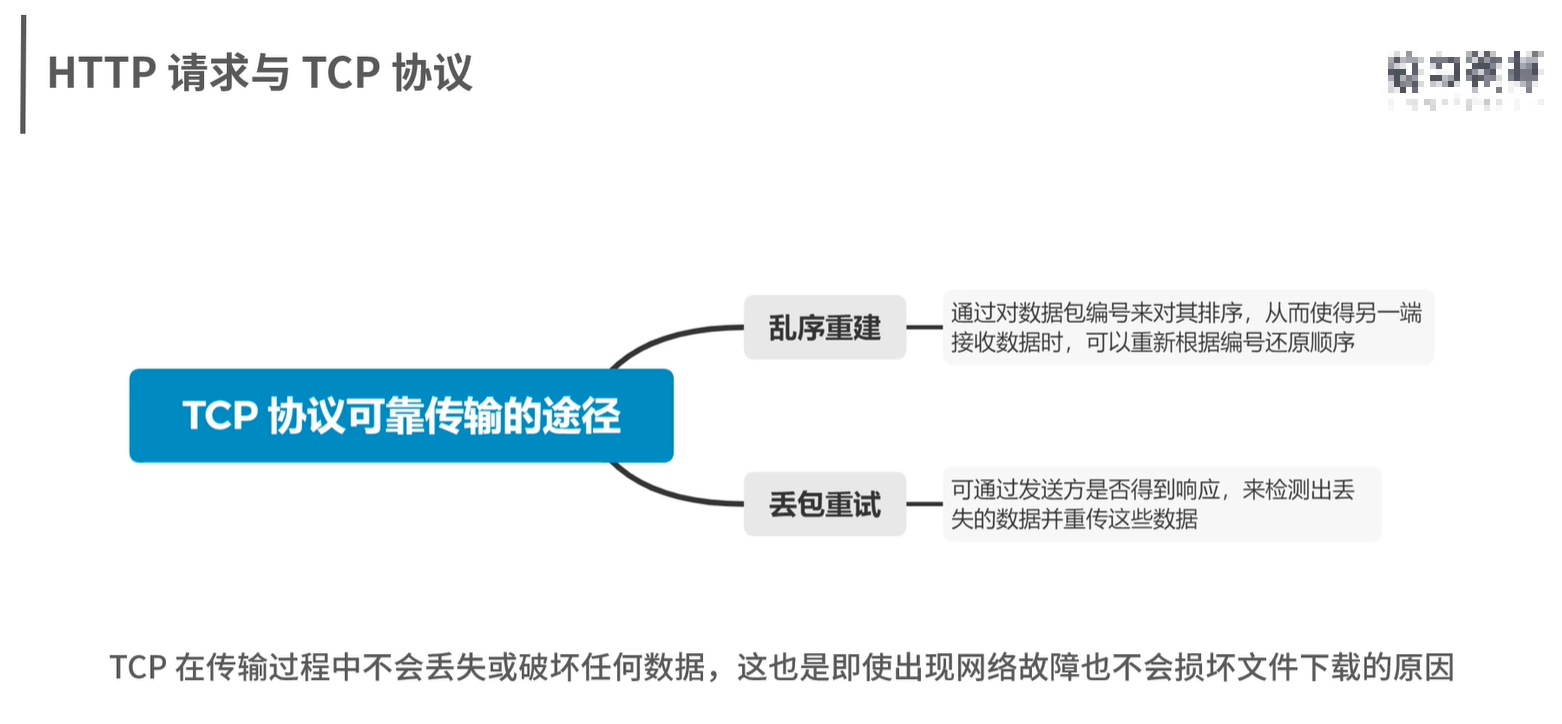 HTTP 请求与 TCP 协议
乱序重建
通过对数据包编号来对其排序，从而使得另一端
接收数据时，可以重新根据编号还原顺序
TCP 协议可靠传输的途径
丢包重试
可通过发送方是否得到响应，来检测出丢
失的数据并重传这些数据
TCP 在传输过程中不会丢失或破坏任何数据，这也是即使出现网络故障也不会损坏文件下载的原因